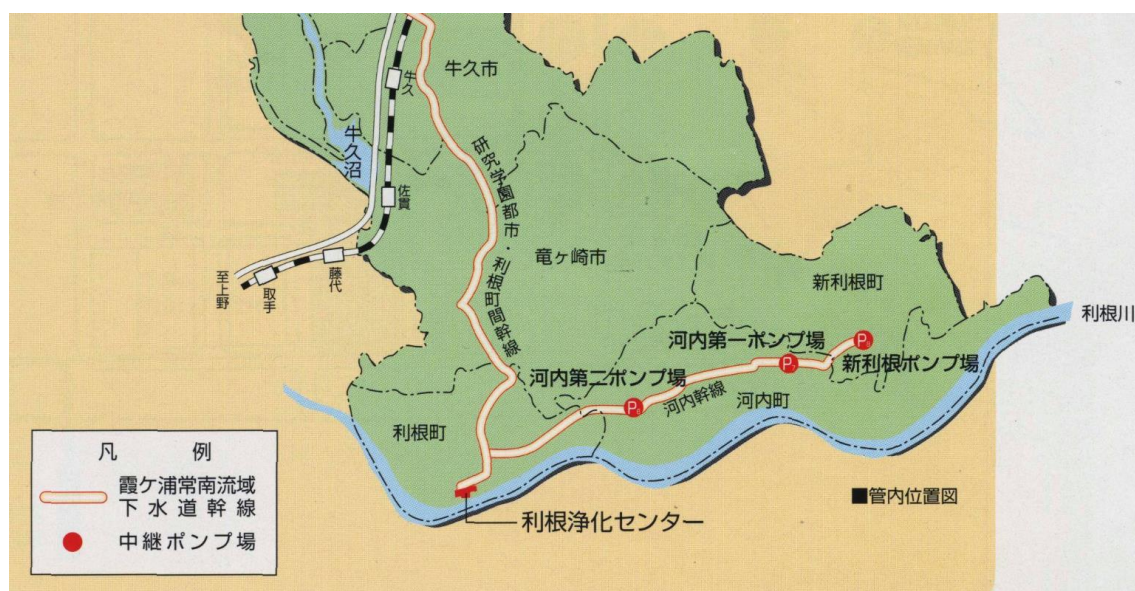 牛久市
牛久
牛久沼
佐貫
研究学園都市・利根町間幹線
竜ヶ崎市
新利根町
藤代
取手
至上野
利根川
河内第一ポンプ場
P
新利根ポンプ場
P
河内第二ポンプ場
P
河内幹線
河内町
利根町
凡 例
霞ケ浦常南流域
下水道幹線
中継ポンプ場
■管内位置図
利根浄化センター